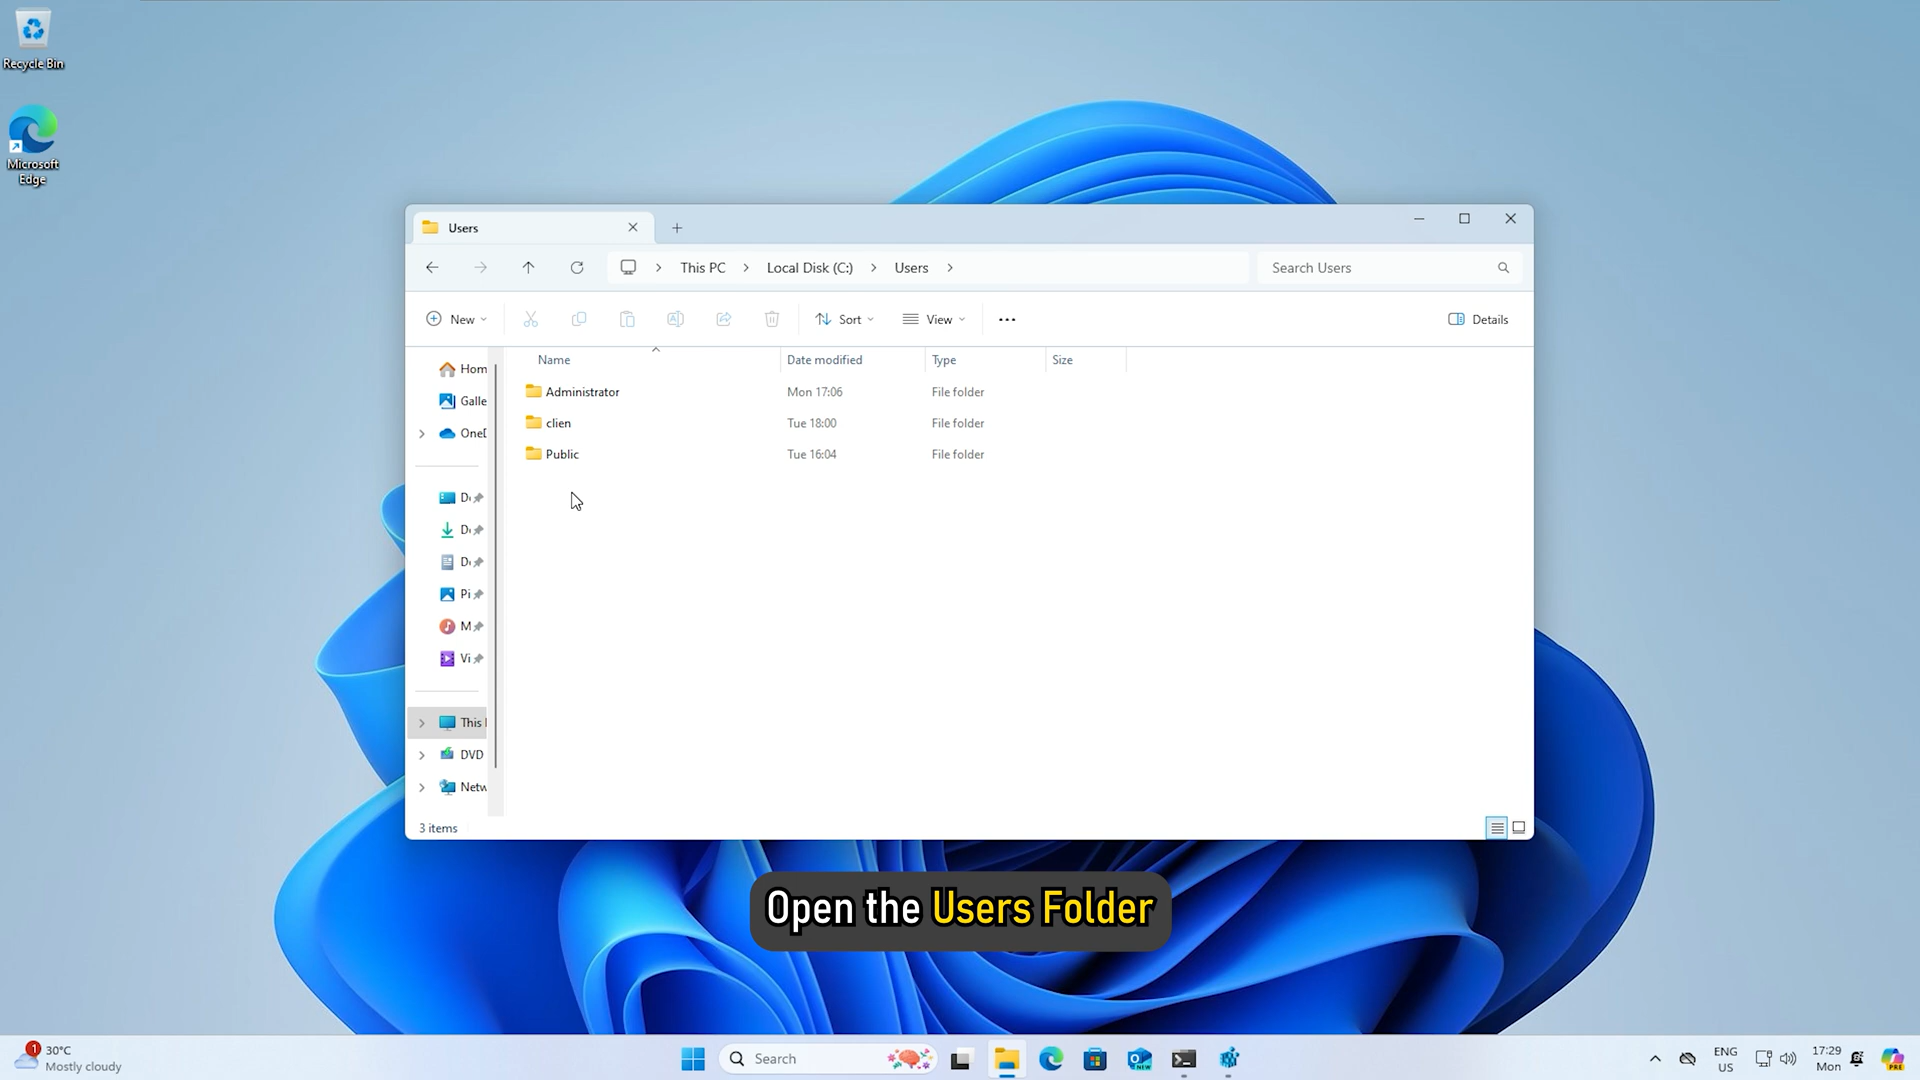 Recycle Bin
Microsoft
Edge
Users
This PC
Local Disk (C:)
Users
Search Users
New
Sort
View
Details
Name
Date modified
Type
Size
Hom
Galle
OneD
Administrator
Mon 17:06
File folder
clien
Tue 18:00
File folder
Public
Tue 16:04
File folder
Pi
M
Vi
This
DVD
Netw
3 items
Open the Users Folder
1
30°C
Mostly cloudy
Search
NEW
ENG
US
17:29
Mon
PRE